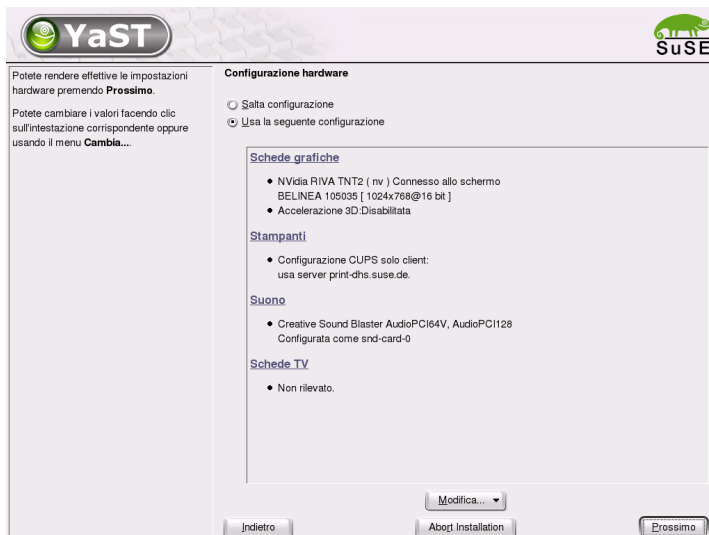 YaST
SuSE
Potete rendere effettive le impostazioni
hardware premendo Prossimo.
Potete cambiare i valori facendo clic
sull'intestazione corrispondente oppure
usando il menu Cambia....
Configurazione hardware
Salta configurazione
Usa la seguente configurazione
Schede grafiche
NVidia RIVA TNT2 ( nv ) Connesso allo schermo
BELINEA 105035 [ 1024x768@16 bit ]
Accelerazione 3D:Disabilitata
Stampanti
Configurazione CUPS solo client:
usa server print-dhs.suse.de.
Suono
Creative Sound Blaster AudioPCI64V, AudioPCI128
Configurata come snd-card-0
Schede TV
Non rilevato.
Modifica...
Indietro
Abort Installation
Prossimo